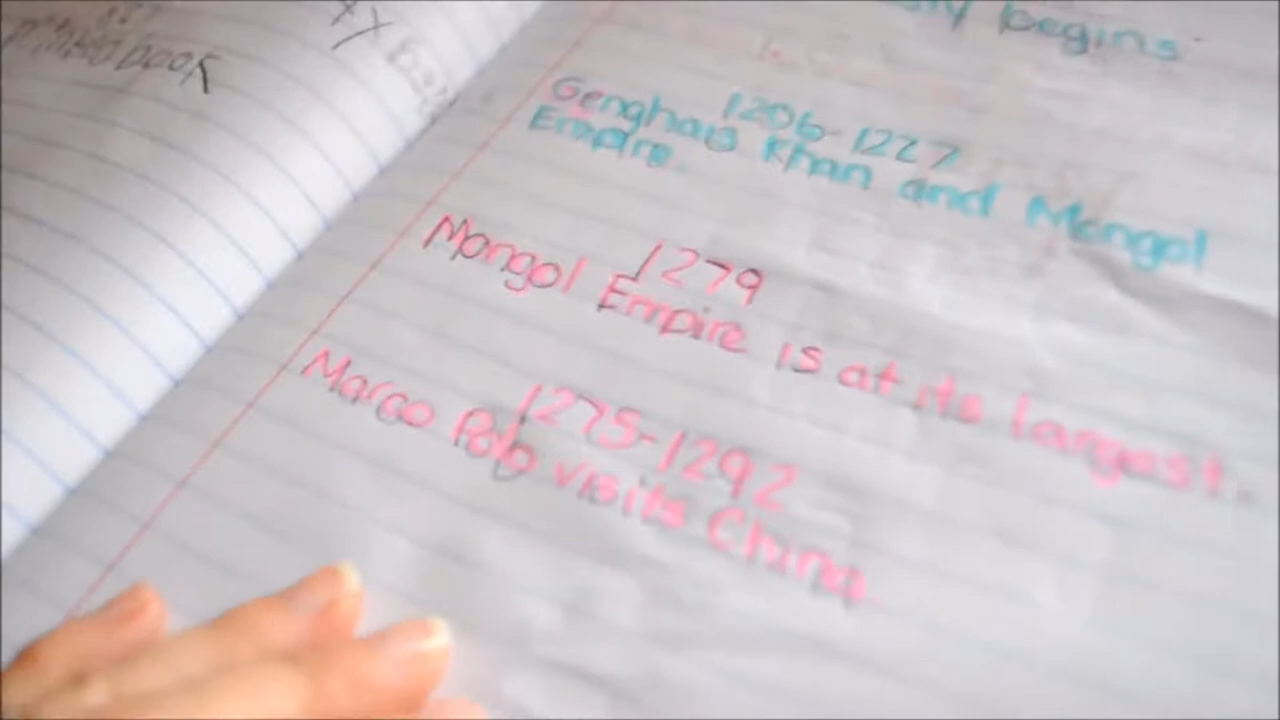 printed book
begins
1206-1227
Genghais Khan and Mongol
Empire
1279
Mongol Empire is at its largest.
1275-1292
Marco Polo visits China.